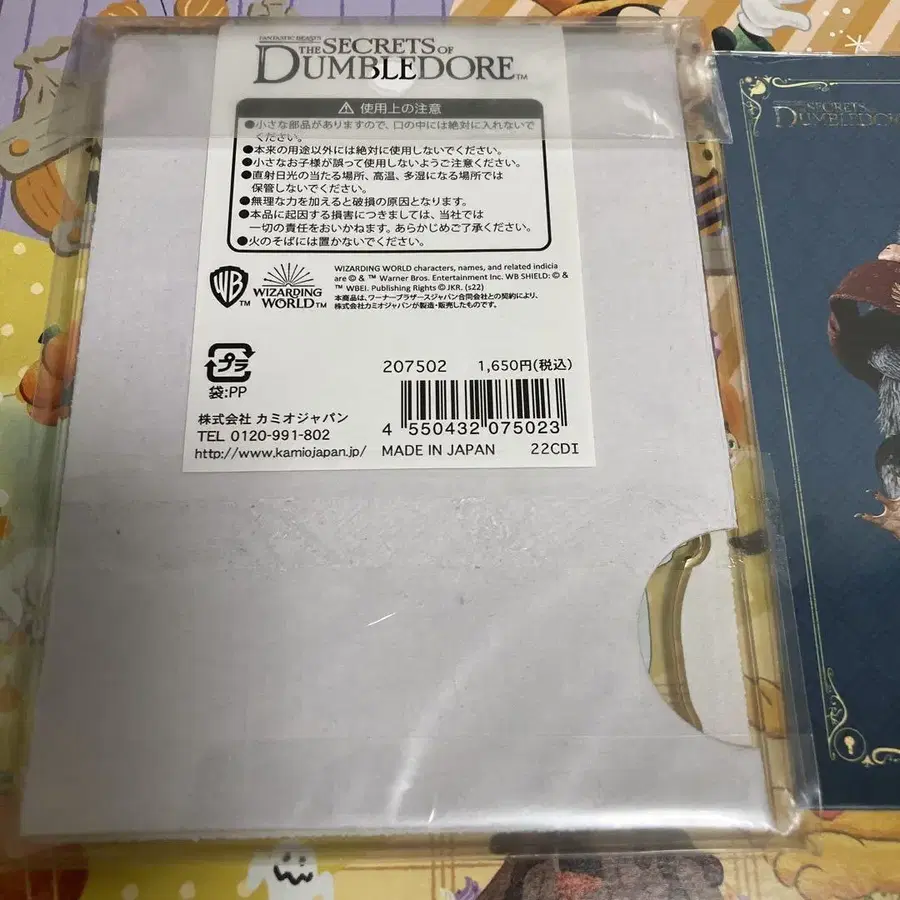 FANTASTIC BEASTS
THE SECRETS OF
DUMBLEDORE™
⚠ 使用上の注意
●小さな部品がありますので、口の中には絶対に入れないで
ください。
●本来の用途以外には絶対に使用しないでください。
●小さなお子様が誤って使用しないようご注意ください。
●直射日光の当たる場所、高温、多湿になる場所では
保管しないでください。
●無理な力を加えると破損の原因となります。
●本品に起因する損害につきましては、当社では
一切の責任をおいかねます。あらかじめご了承ください。
●火のそばには置かないでください。
WB™
WIZARDING
WORLD™
WIZARDING WORLD characters, names, and related indicia
are © & ™ Warner Bros. Entertainment Inc. WB SHIELD: © &
™ WBEI. Publishing Rights © JKR. (s22)
本商品は、ワーナーブラザースジャパン合同会社との契約により、
株式会社カミオジャパンが製造・販売したものです。
プラ
袋:PP
207502 1,650円(税込)
株式会社 カミオジャパン
TEL 0120-991-802
http://www.kamiojapan.jp/
4 550432 075023
MADE IN JAPAN 22CDI
SECRETS
DUMBLEDORE